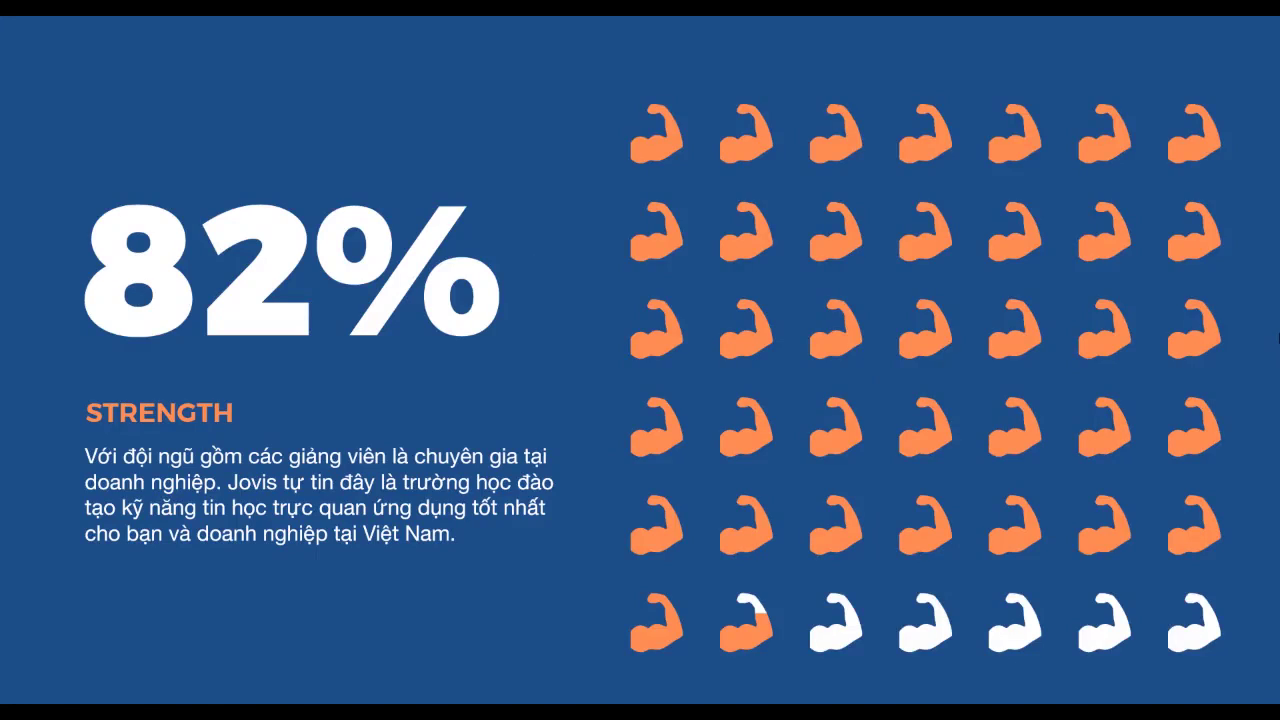 82%
STRENGTH
Với đội ngũ gồm các giảng viên là chuyên gia tại
doanh nghiệp. Jovis tự tin đây là trường học đào
tạo kỹ năng tin học trực quan ứng dụng tốt nhất
cho bạn và doanh nghiệp tại Việt Nam.